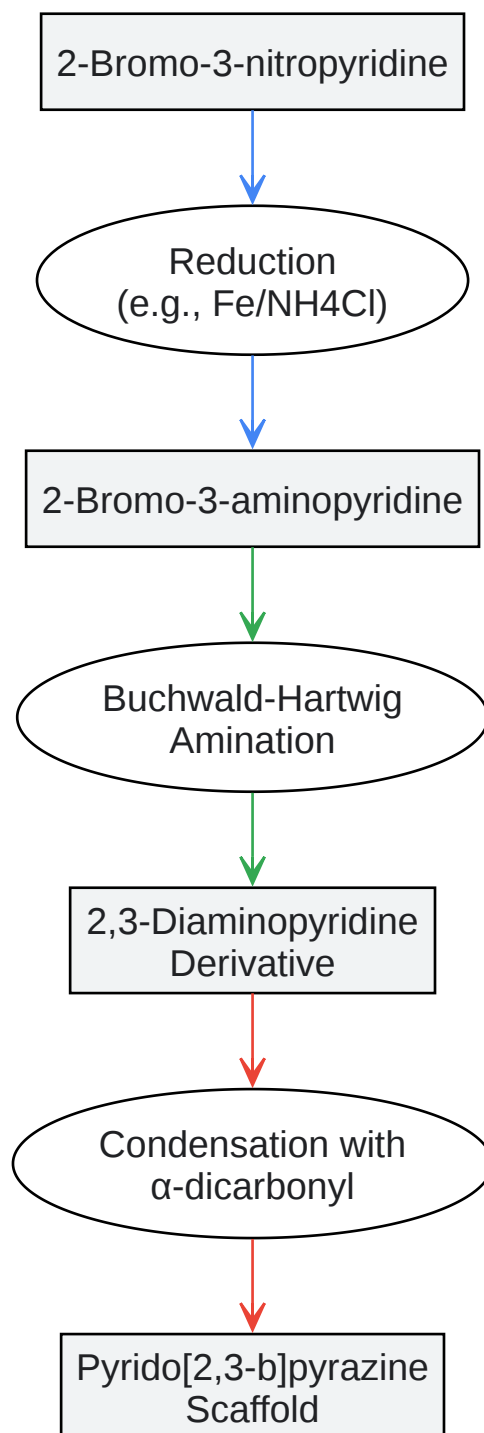 2-Bromo-3-nitropyridine
Reduction
(e.g., Fe/NH4Cl)
2-Bromo-3-aminopyridine
Buchwald-Hartwig
Amination
2,3-Diaminopyridine
Derivative
Condensation with
α-dicarbonyl
Pyrido[2,3-b]pyrazine
Scaffold